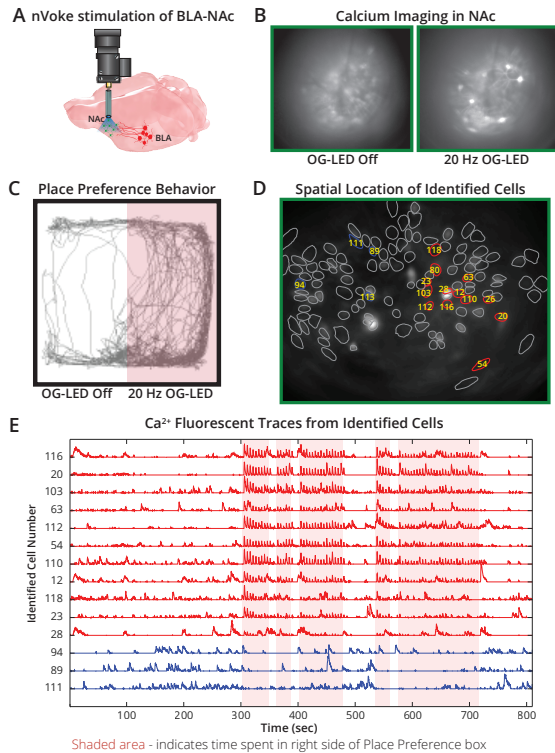 A nVoke stimulation of BLA-NAc
NAc
BLA
B Calcium Imaging in NAc
OG-LED Off 20 Hz OG-LED
C Place Preference Behavior
OG-LED Off 20 Hz OG-LED
D Spatial Location of Identified Cells
111
89
118
94
80
23
63
113
103
28
12
110
26
112
116
20
54
E Ca²⁺ Fluorescent Traces from Identified Cells
Identified Cell Number
116
20
103
63
112
54
110
12
118
23
28
94
89
111
100 200 300 400 500 600 700 800
Time (sec)
Shaded area - indicates time spent in right side of Place Preference box